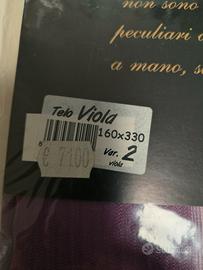 non sono
peculiari
a mano, s
Telo Viola
160x330
€ 7100
Var. 2
viola